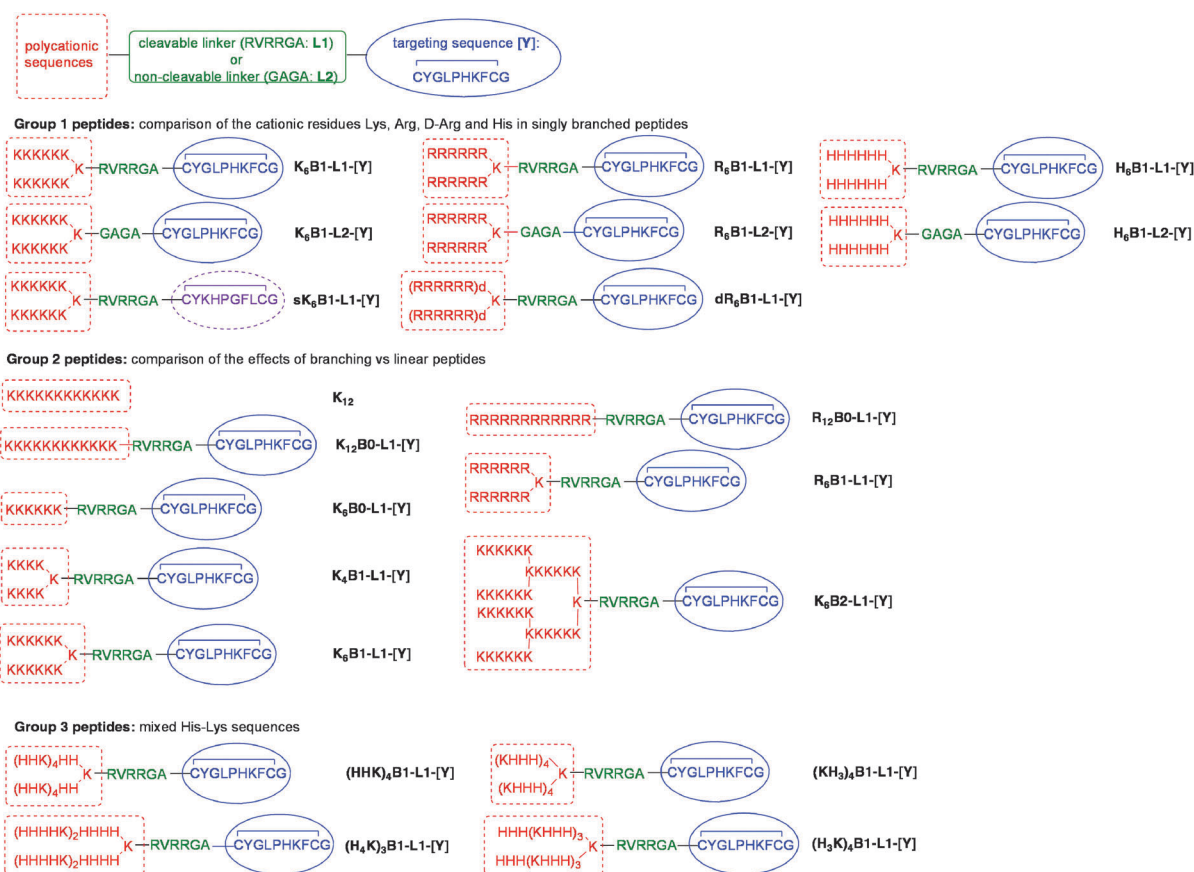 polycationic
sequences
cleavable linker (RVRRGA: L1)
or
non-cleavable linker (GAGA: L2)
targeting sequence [Y]:
CYGLPHKFCG
Group 1 peptides: comparison of the cationic residues Lys, Arg, D-Arg and His in singly branched peptides
KKKKKK
KKKKKK
K
RVRRGA
CYGLPHKFCG
K₆B1-L1-[Y]
RRRRRR
RRRRRR
K
RVRRGA
CYGLPHKFCG
R₆B1-L1-[Y]
HHHHHH
HHHHHH
K
RVRRGA
CYGLPHKFCG
H₆B1-L1-[Y]
KKKKKK
KKKKKK
K
GAGA
CYGLPHKFCG
K₆B1-L2-[Y]
RRRRRR
RRRRRR
K
GAGA
CYGLPHKFCG
R₆B1-L2-[Y]
HHHHHH
HHHHHH
K
GAGA
CYGLPHKFCG
H₆B1-L2-[Y]
KKKKKK
KKKKKK
K
RVRRGA
CYKHPGFLCG
sK₆B1-L1-[Y]
(RRRRRR)d
(RRRRRR)d
K
RVRRGA
CYGLPHKFCG
dR₆B1-L1-[Y]
Group 2 peptides: comparison of the effects of branching vs linear peptides
KKKKKKKKKKKK
K₁₂
KKKKKKKKKKKK
RVRRGA
CYGLPHKFCG
K₁₂B0-L1-[Y]
KKKKKK
RVRRGA
CYGLPHKFCG
K₆B0-L1-[Y]
KKKK
KKKK
K
RVRRGA
CYGLPHKFCG
K₄B1-L1-[Y]
KKKKKK
KKKKKK
K
RVRRGA
CYGLPHKFCG
K₆B1-L1-[Y]
RRRRRRRRRRRR
RVRRGA
CYGLPHKFCG
R₁₂B0-L1-[Y]
RRRRRR
RRRRRR
K
RVRRGA
CYGLPHKFCG
R₆B1-L1-[Y]
KKKKKK
KKKKKK
KKKKKK
KKKKKK
KKKKKK
KKKKKK
K
RVRRGA
CYGLPHKFCG
K₆B2-L1-[Y]
Group 3 peptides: mixed His-Lys sequences
(HHK)₄HH
(HHK)₄HH
K
RVRRGA
CYGLPHKFCG
(HHK)₄B1-L1-[Y]
(KHHH)₄
(KHHH)₄
K
RVRRGA
CYGLPHKFCG
(KH₃)₄B1-L1-[Y]
(HHHHK)₂HHHH
(HHHHK)₂HHHH
K
RVRRGA
CYGLPHKFCG
(H₄K)₃B1-L1-[Y]
HHH(KHHH)₃
HHH(KHHH)₃
K
RVRRGA
CYGLPHKFCG
(H₃K)₄B1-L1-[Y]